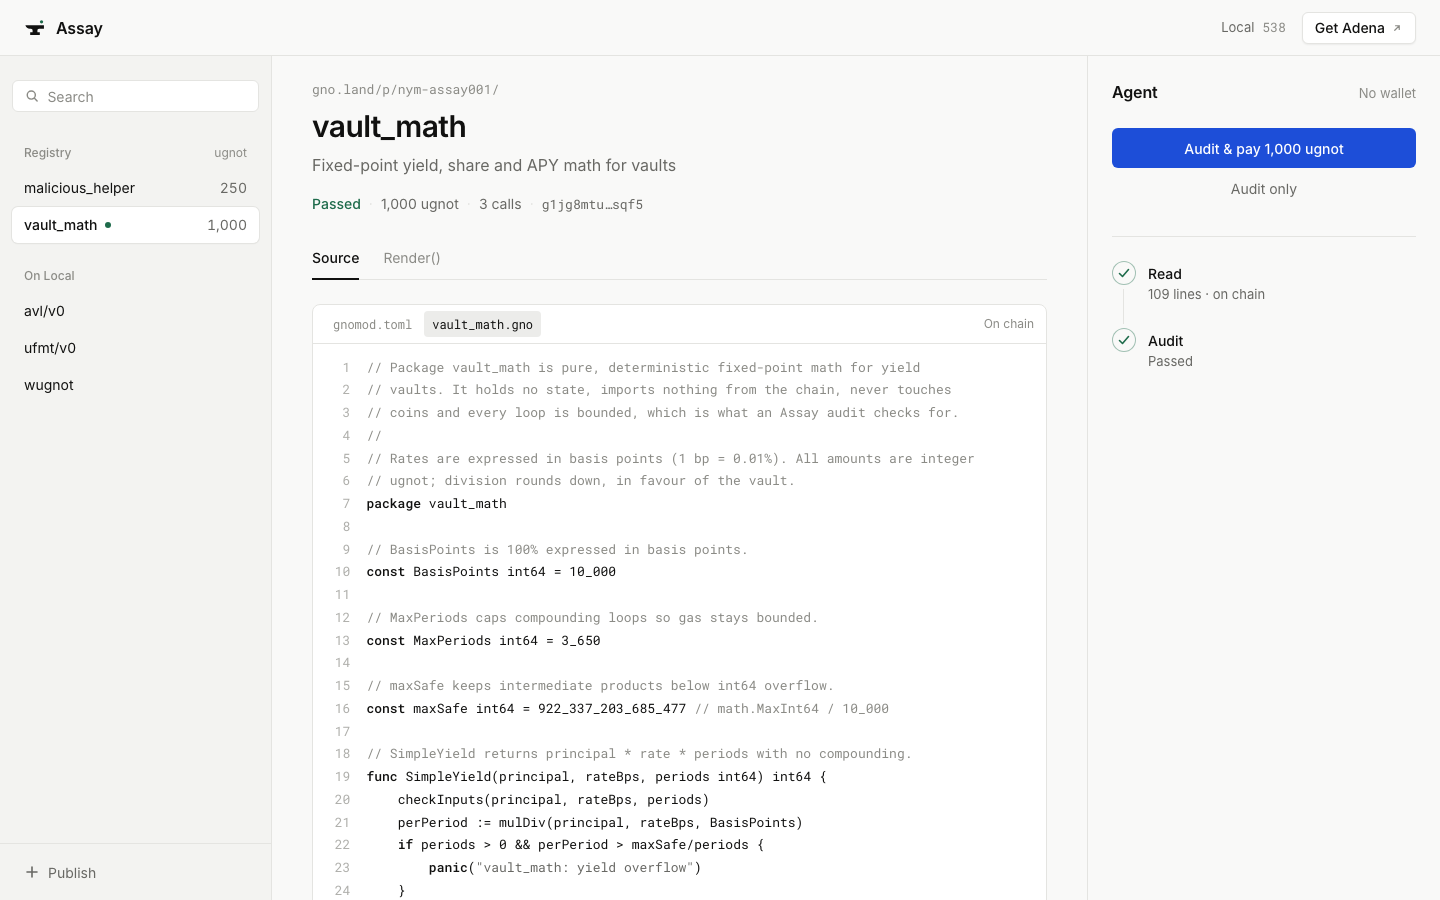 Assay
Local 538
Get Adena ↗
Search
Registry ugnot
malicious_helper 250
vault_math 1,000
On Local
avl/v0
ufmt/v0
wugnot
Publish
gno.land/p/nym-assay001/
vault_math
Fixed-point yield, share and APY math for vaults
Passed · 1,000 ugnot · 3 calls · g1jg8mtu…sqf5
Source Render()
gnomod.toml vault_math.gno On chain
1 // Package vault_math is pure, deterministic fixed-point math for yield
2 // vaults. It holds no state, imports nothing from the chain, never touches
3 // coins and every loop is bounded, which is what an Assay audit checks for.
4 //
5 // Rates are expressed in basis points (1 bp = 0.01%). All amounts are integer
6 // ugnot; division rounds down, in favour of the vault.
7 package vault_math
8
9 // BasisPoints is 100% expressed in basis points.
10 const BasisPoints int64 = 10_000
11
12 // MaxPeriods caps compounding loops so gas stays bounded.
13 const MaxPeriods int64 = 3_650
14
15 // maxSafe keeps intermediate products below int64 overflow.
16 const maxSafe int64 = 922_337_203_685_477 // math.MaxInt64 / 10_000
17
18 // SimpleYield returns principal * rate * periods with no compounding.
19 func SimpleYield(principal, rateBps, periods int64) int64 {
20 checkInputs(principal, rateBps, periods)
21 perPeriod := mulDiv(principal, rateBps, BasisPoints)
22 if periods > 0 && perPeriod > maxSafe/periods {
23 panic("vault_math: yield overflow")
24 }
Agent No wallet
Audit & pay 1,000 ugnot
Audit only
Read
109 lines · on chain
Audit
Passed